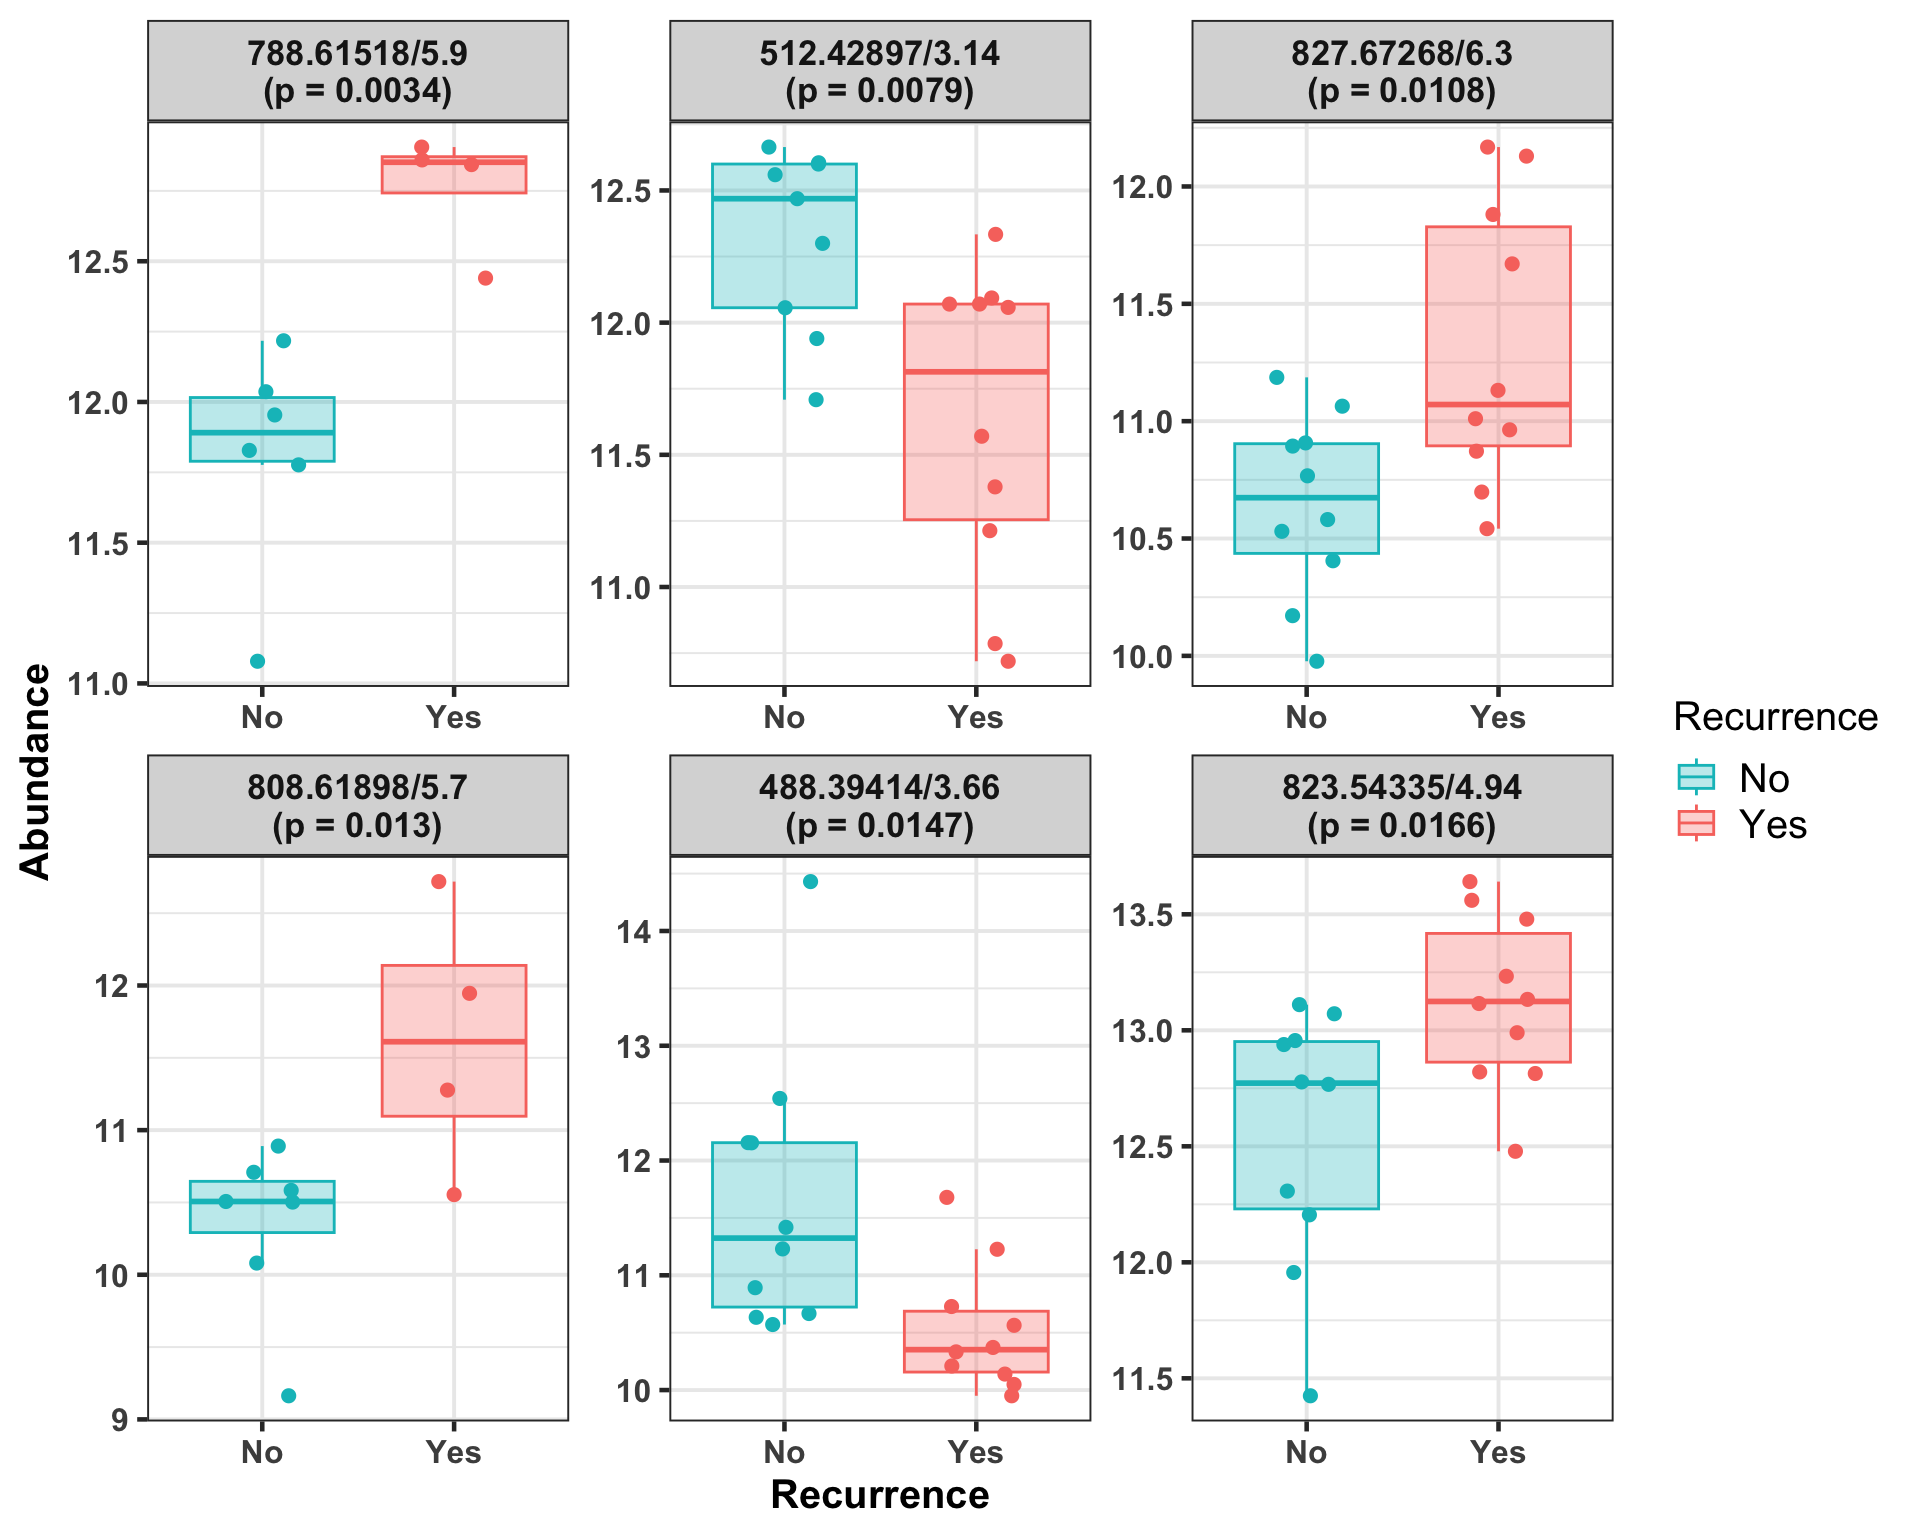 788.61518/5.9
(p = 0.0034)
512.42897/3.14
(p = 0.0079)
827.67268/6.3
(p = 0.0108)
12.5
12.0
11.5
11.0
No
Yes
12.5
12.0
11.5
11.0
No
Yes
12.0
11.5
11.0
10.5
10.0
No
Yes
808.61898/5.7
(p = 0.013)
488.39414/3.66
(p = 0.0147)
823.54335/4.94
(p = 0.0166)
12
11
10
9
No
Yes
14
13
12
11
10
No
Yes
13.5
13.0
12.5
12.0
11.5
No
Yes
Abundance
Recurrence
Recurrence
No
Yes